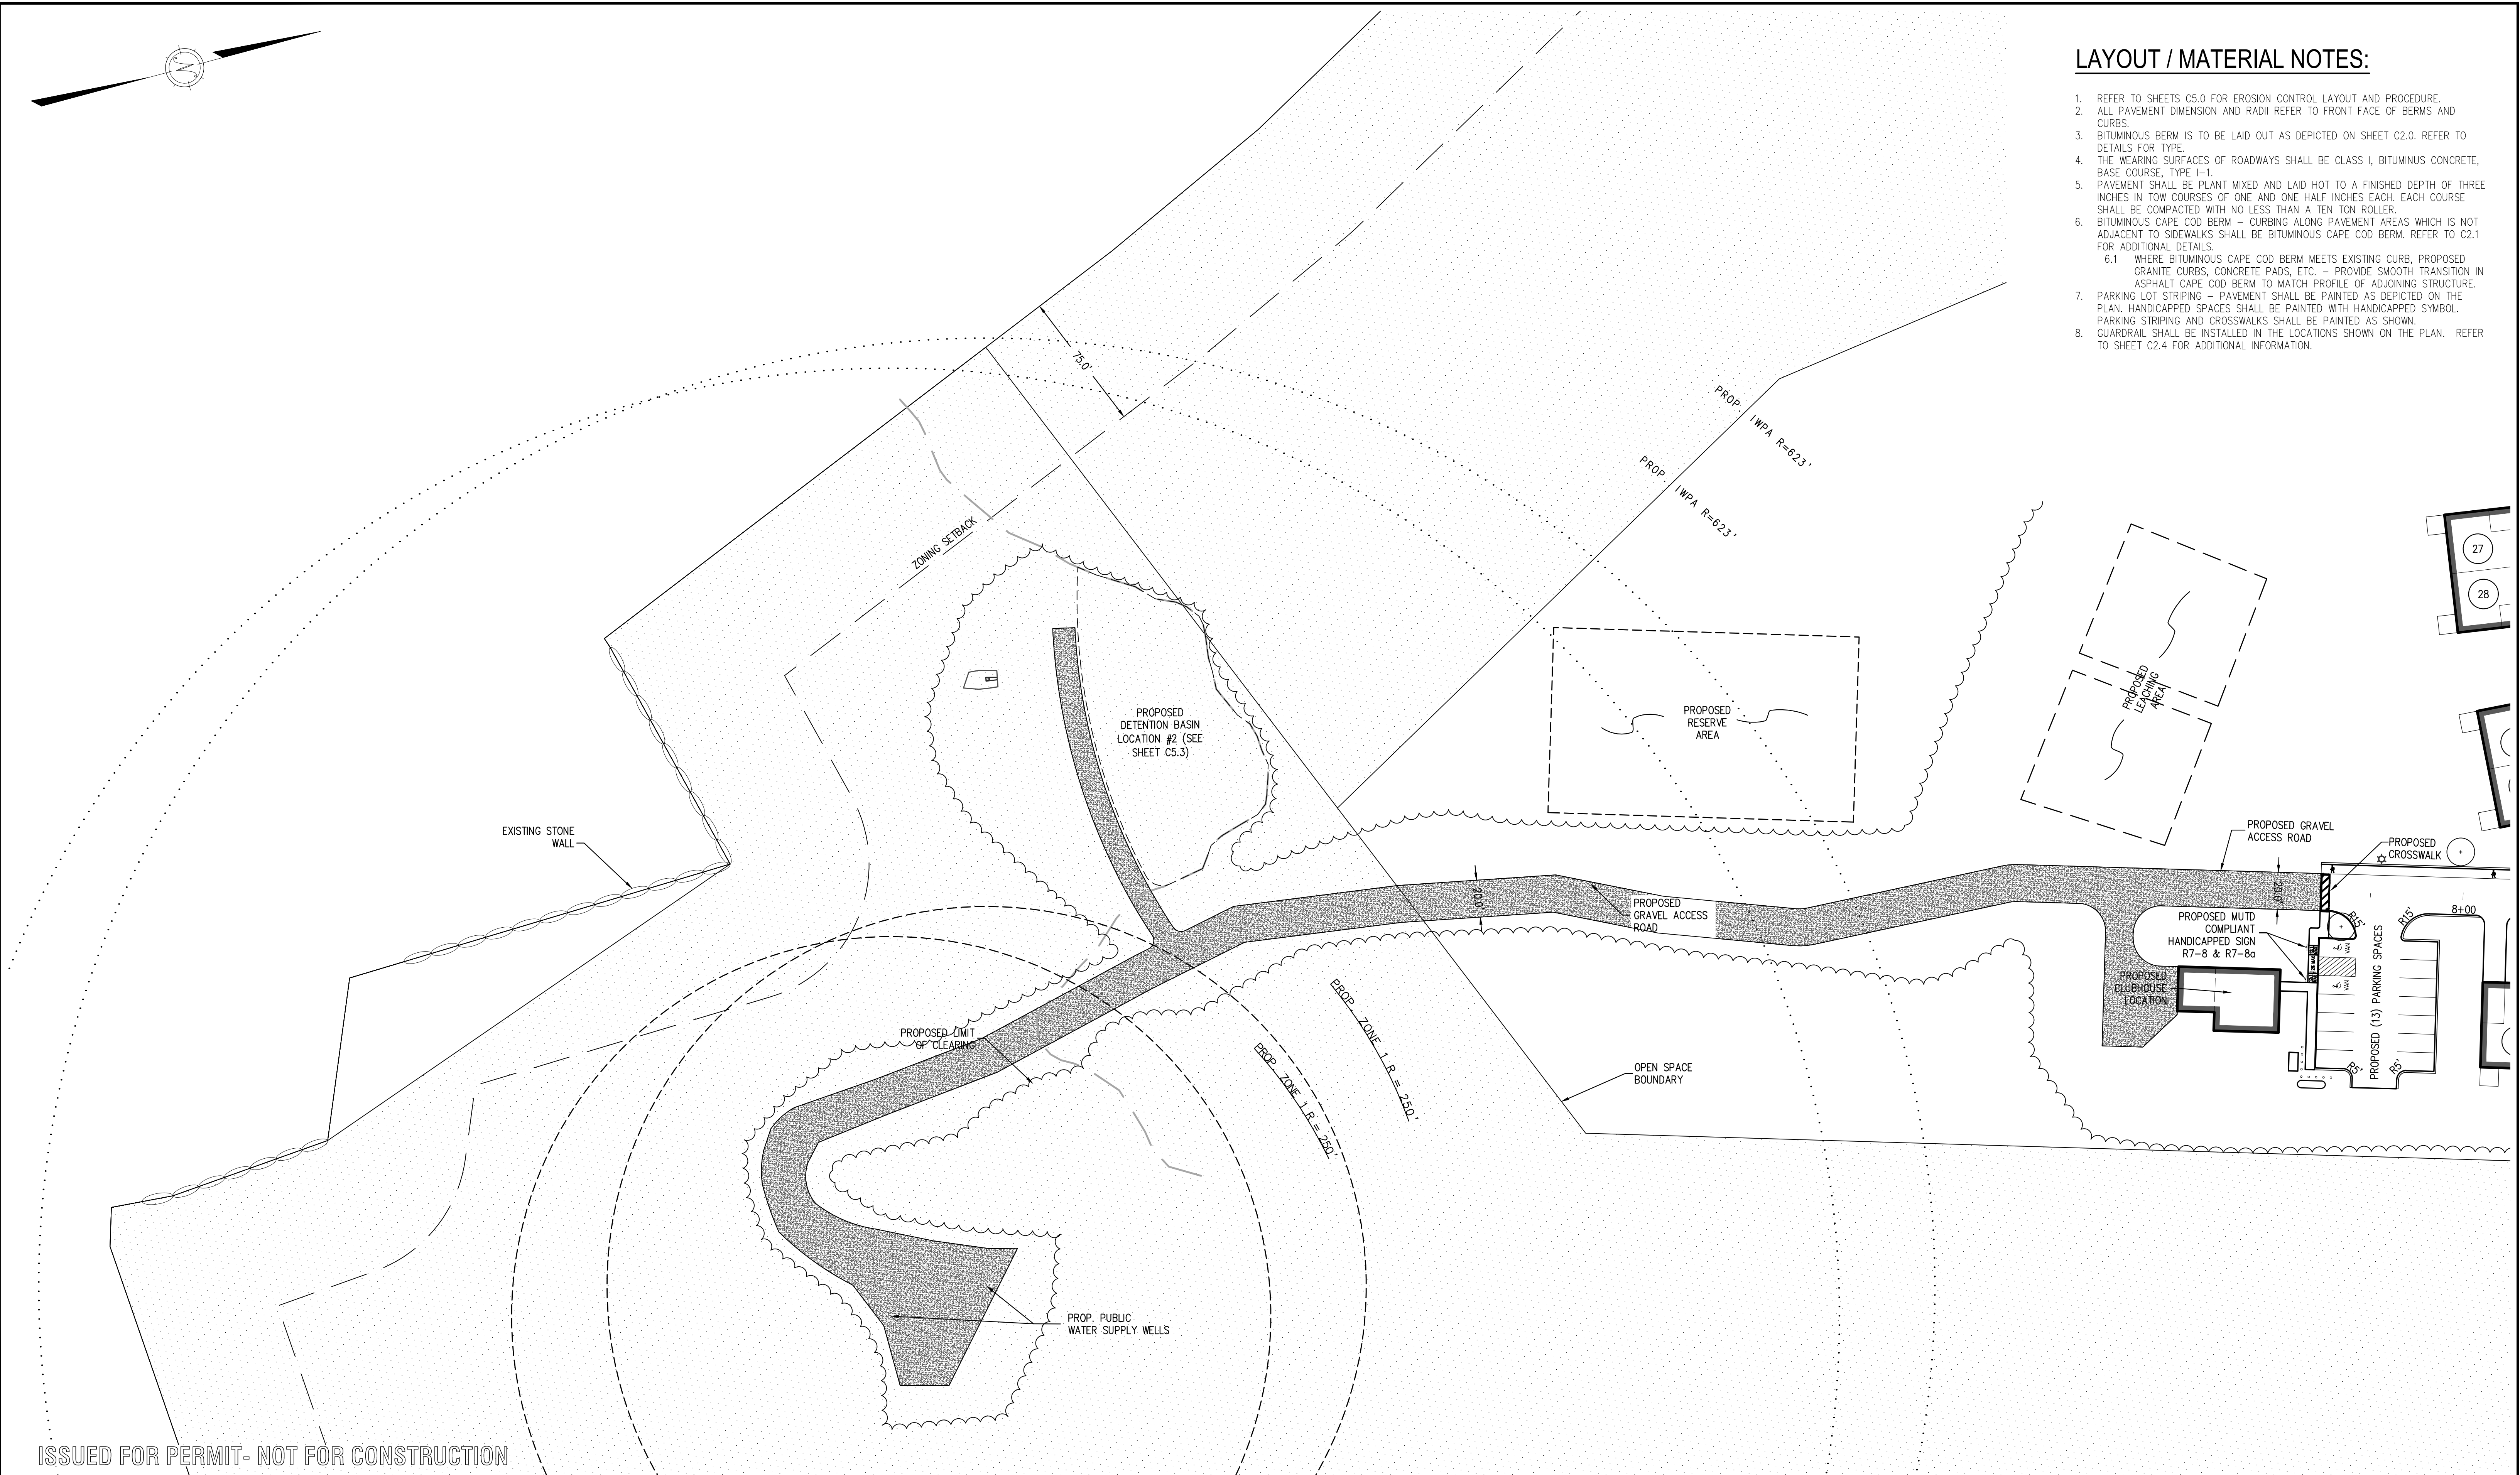 LAYOUT / MATERIAL NOTES:
1. REFER TO SHEETS C5.0 FOR EROSION CONTROL LAYOUT AND PROCEDURE.
2. ALL PAVEMENT DIMENSION AND RADII REFER TO FRONT FACE OF BERMS AND
CURBS.
3. BITUMINOUS BERM IS TO BE LAID OUT AS DEPICTED ON SHEET C2.0. REFER TO
DETAILS FOR TYPE.
4. THE WEARING SURFACES OF ROADWAYS SHALL BE CLASS I, BITUMINUS CONCRETE,
BASE COURSE, TYPE I-1.
5. PAVEMENT SHALL BE PLANT MIXED AND LAID HOT TO A FINISHED DEPTH OF THREE
INCHES IN TOW COURSES OF ONE AND ONE HALF INCHES EACH. EACH COURSE
SHALL BE COMPACTED WITH NO LESS THAN A TEN TON ROLLER.
6. BITUMINOUS CAPE COD BERM – CURBING ALONG PAVEMENT AREAS WHICH IS NOT
ADJACENT TO SIDEWALKS SHALL BE BITUMINOUS CAPE COD BERM. REFER TO C2.1
FOR ADDITIONAL DETAILS.
6.1 WHERE BITUMINOUS CAPE COD BERM MEETS EXISTING CURB, PROPOSED
GRANITE CURBS, CONCRETE PADS, ETC. – PROVIDE SMOOTH TRANSITION IN
ASPHALT CAPE COD BERM TO MATCH PROFILE OF ADJOINING STRUCTURE.
7. PARKING LOT STRIPING – PAVEMENT SHALL BE PAINTED AS DEPICTED ON THE
PLAN. HANDICAPPED SPACES SHALL BE PAINTED WITH HANDICAPPED SYMBOL.
PARKING STRIPING AND CROSSWALKS SHALL BE PAINTED AS SHOWN.
8. GUARDRAIL SHALL BE INSTALLED IN THE LOCATIONS SHOWN ON THE PLAN. REFER
TO SHEET C2.4 FOR ADDITIONAL INFORMATION.
N
75.0'
PROP. IWPA R=623'
PROP. IWPA R=623'
ZONING SETBACK
27
28
PROPOSED
DETENTION BASIN
LOCATION #2 (SEE
SHEET C5.3)
PROPOSED
RESERVE
AREA
PROPOSED
LEACHING
AREA
EXISTING STONE
WALL
PROPOSED GRAVEL
ACCESS ROAD
PROPOSED
CROSSWALK
20.0'
PROPOSED
GRAVEL ACCESS
ROAD
20.0'
8+00
R15'
R15'
PROPOSED MUTD
COMPLIANT
HANDICAPPED SIGN
R7-8 & R7-8a
VAN
VAN
PROPOSED (13) PARKING SPACES
PROPOSED
CLUBHOUSE
LOCATION
R5'
R5'
PROPOSED LIMIT
OF CLEARING
PROP. ZONE 1 R = 250'
PROP. ZONE 1 R = 250'
OPEN SPACE
BOUNDARY
PROP. PUBLIC
WATER SUPPLY WELLS
ISSUED FOR PERMIT- NOT FOR CONSTRUCTION